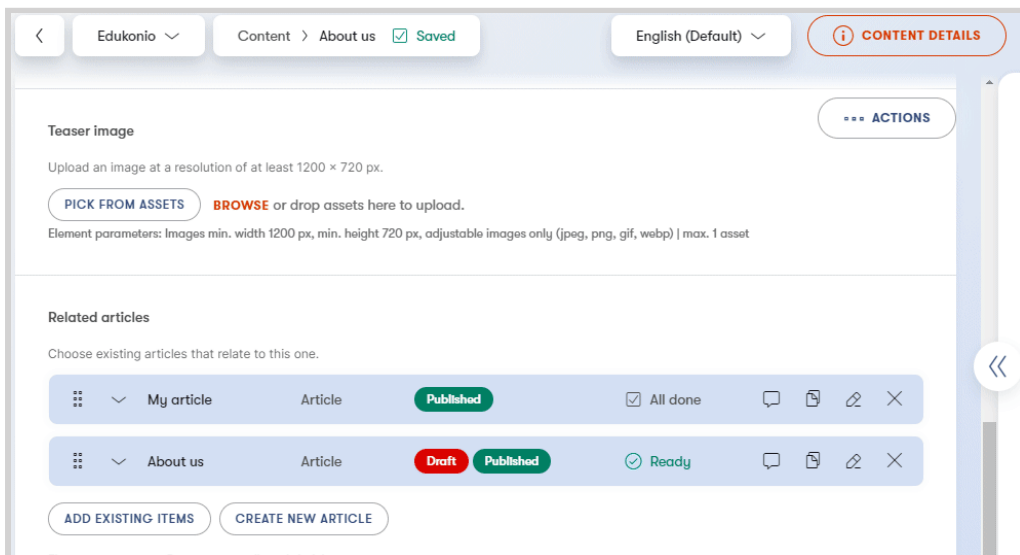 Edukonio
Content > About us Saved
English (Default)
CONTENT DETAILS
ACTIONS
Teaser image
Upload an image at a resolution of at least 1200 × 720 px.
PICK FROM ASSETS BROWSE or drop assets here to upload.
Element parameters: Images min. width 1200 px, min. height 720 px, adjustable images only (jpeg, png, gif, webp) | max. 1 asset
Related articles
Choose existing articles that relate to this one.
My article Article Published All done
About us Article Draft Published Ready
ADD EXISTING ITEMS CREATE NEW ARTICLE